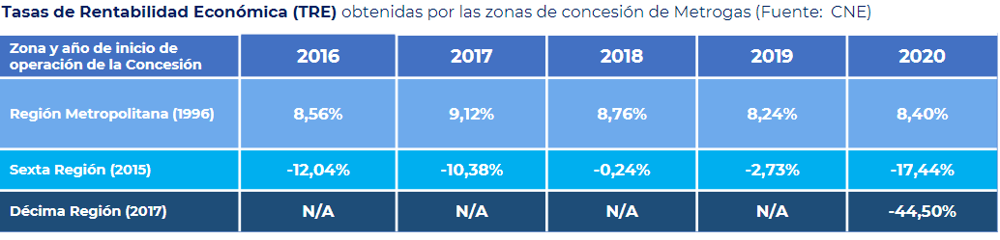 Tasas de Rentabilidad Económica (TRE) obtenidas por las zonas de concesión de Metrogas (Fuente: CNE)
Zona y año de inicio de
operación de la Concesión 2016 2017 2018 2019 2020
Región Metropolitana (1996) 8,56% 9,12% 8,76% 8,24% 8,40%
Sexta Región (2015) -12,04% -10,38% -0,24% -2,73% -17,44%
Décima Región (2017) N/A N/A N/A N/A -44,50%